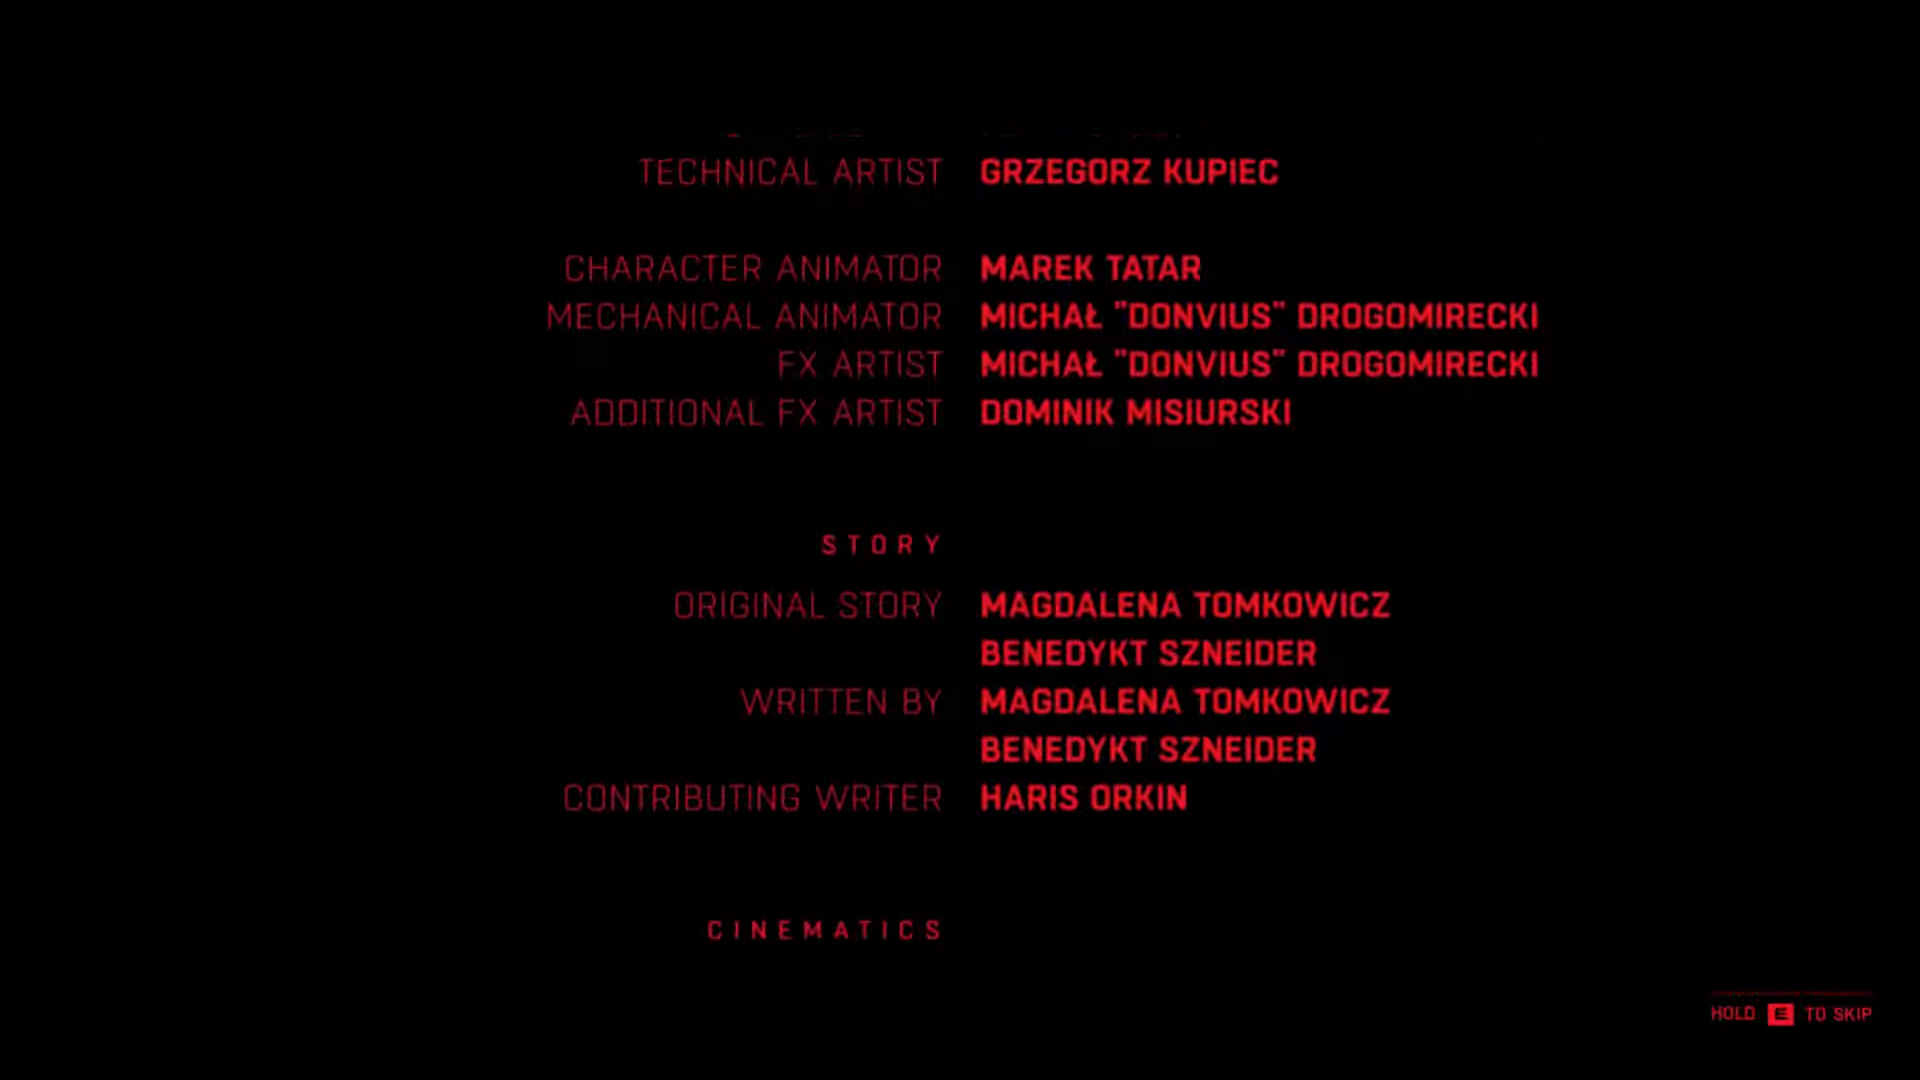 TECHNICAL ARTIST GRZEGORZ KUPIEC
CHARACTER ANIMATOR MAREK TATAR
MECHANICAL ANIMATOR MICHAŁ "DONVIUS" DROGOMIRECKI
FX ARTIST MICHAŁ "DONVIUS" DROGOMIRECKI
ADDITIONAL FX ARTIST DOMINIK MISIURSKI
STORY
ORIGINAL STORY MAGDALENA TOMKOWICZ
BENEDYKT SZNEIDER
WRITTEN BY MAGDALENA TOMKOWICZ
BENEDYKT SZNEIDER
CONTRIBUTING WRITER HARIS ORKIN
CINEMATICS
HOLD E TO SKIP